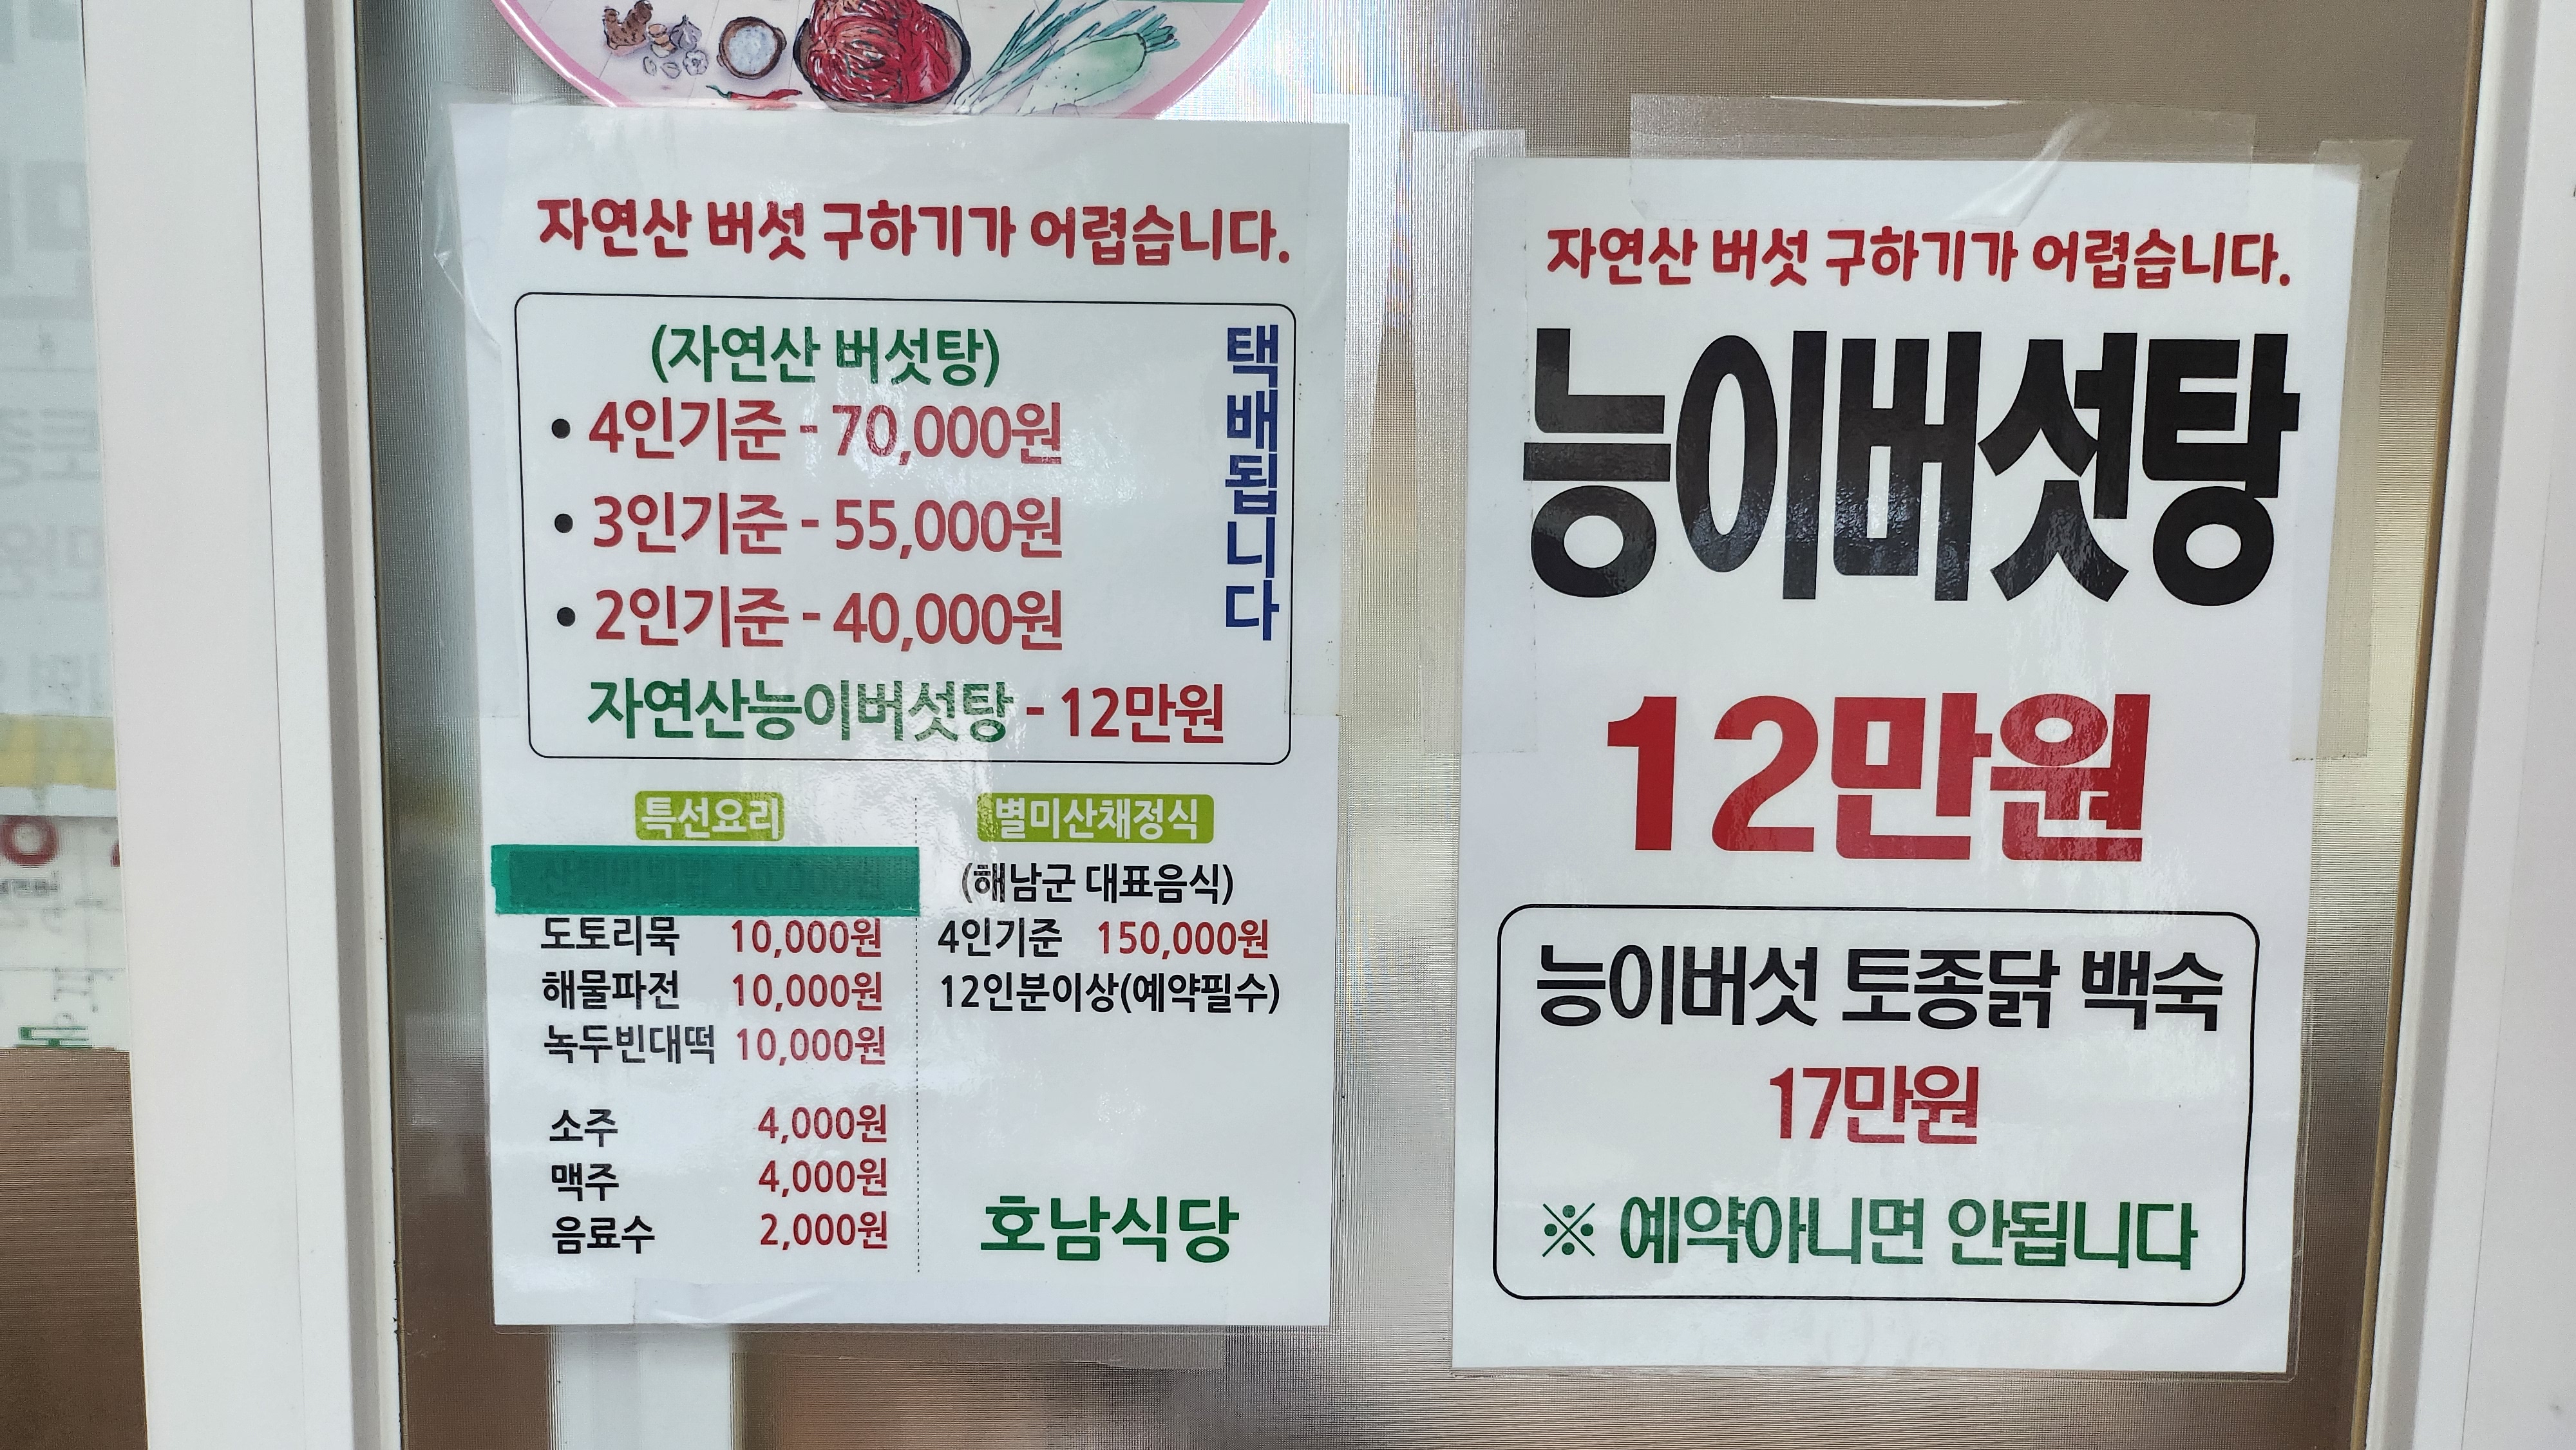 자연산 버섯 구하기가 어렵습니다.
(자연산 버섯탕)
• 4인기준 - 70,000원
• 3인기준 - 55,000원
• 2인기준 - 40,000원
자연산능이버섯탕 - 12만원
택배됩니다
특선요리
도토리묵 10,000원
해물파전 10,000원
녹두빈대떡 10,000원
소주 4,000원
맥주 4,000원
음료수 2,000원
별미산채정식
(해남군 대표음식)
4인기준 150,000원
12인분이상(예약필수)
호남식당
자연산 버섯 구하기가 어렵습니다.
능이버섯탕
12만원
능이버섯 토종닭 백숙
17만원
※ 예약아니면 안됩니다